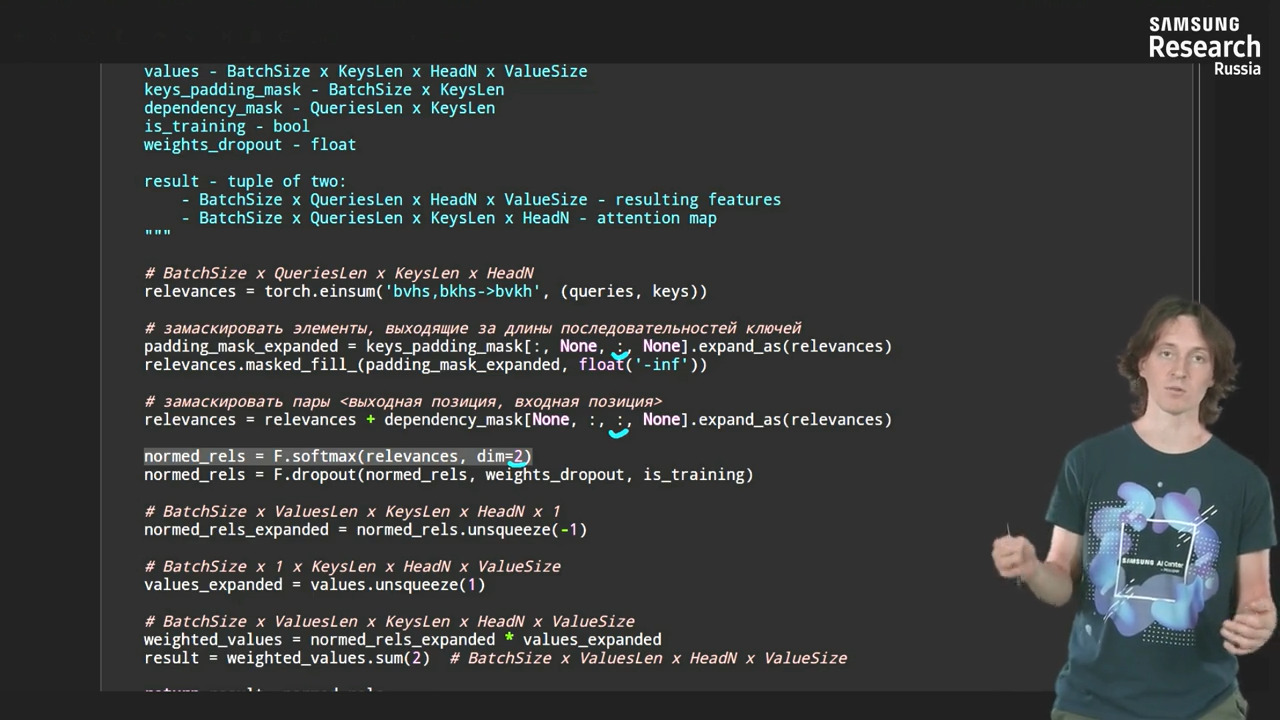 SAMSUNG
Research
Russia
values - BatchSize x KeysLen x HeadN x ValueSize
keys_padding_mask - BatchSize x KeysLen
dependency_mask - QueriesLen x KeysLen
is_training - bool
weights_dropout - float
result - tuple of two:
- BatchSize x QueriesLen x HeadN x ValueSize - resulting features
- BatchSize x QueriesLen x KeysLen x HeadN - attention map
"""
# BatchSize x QueriesLen x KeysLen x HeadN
relevances = torch.einsum('bvhs,bkhs->bvkh', (queries, keys))
# замаскировать элементы, выходящие за длины последовательностей ключей
padding_mask_expanded = keys_padding_mask[:, None, :, None].expand_as(relevances)
relevances.masked_fill_(padding_mask_expanded, float('-inf'))
# замаскировать пары <выходная позиция, входная позиция>
relevances = relevances + dependency_mask[None, :, :, None].expand_as(relevances)
normed_rels = F.softmax(relevances, dim=2)
normed_rels = F.dropout(normed_rels, weights_dropout, is_training)
# BatchSize x ValuesLen x KeysLen x HeadN x 1
normed_rels_expanded = normed_rels.unsqueeze(-1)
# BatchSize x 1 x KeysLen x HeadN x ValueSize
values_expanded = values.unsqueeze(1)
# BatchSize x ValuesLen x KeysLen x HeadN x ValueSize
weighted_values = normed_rels_expanded * values_expanded
result = weighted_values.sum(2)  # BatchSize x ValuesLen x HeadN x ValueSize
SAMSUNG AI Center